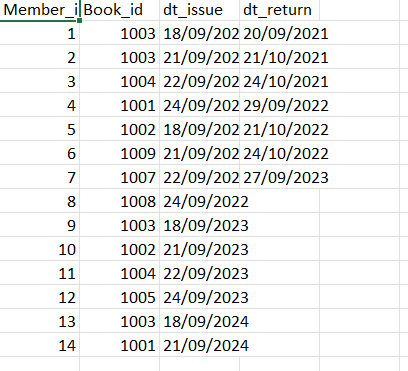 Member_i Book_id dt_issue dt_return
1 1003 18/09/202 20/09/2021
2 1003 21/09/202 21/10/2021
3 1004 22/09/202 24/10/2021
4 1001 24/09/202 29/09/2022
5 1002 18/09/202 21/10/2022
6 1009 21/09/202 24/10/2022
7 1007 22/09/202 27/09/2023
8 1008 24/09/2022
9 1003 18/09/2023
10 1002 21/09/2023
11 1004 22/09/2023
12 1005 24/09/2023
13 1003 18/09/2024
14 1001 21/09/2024